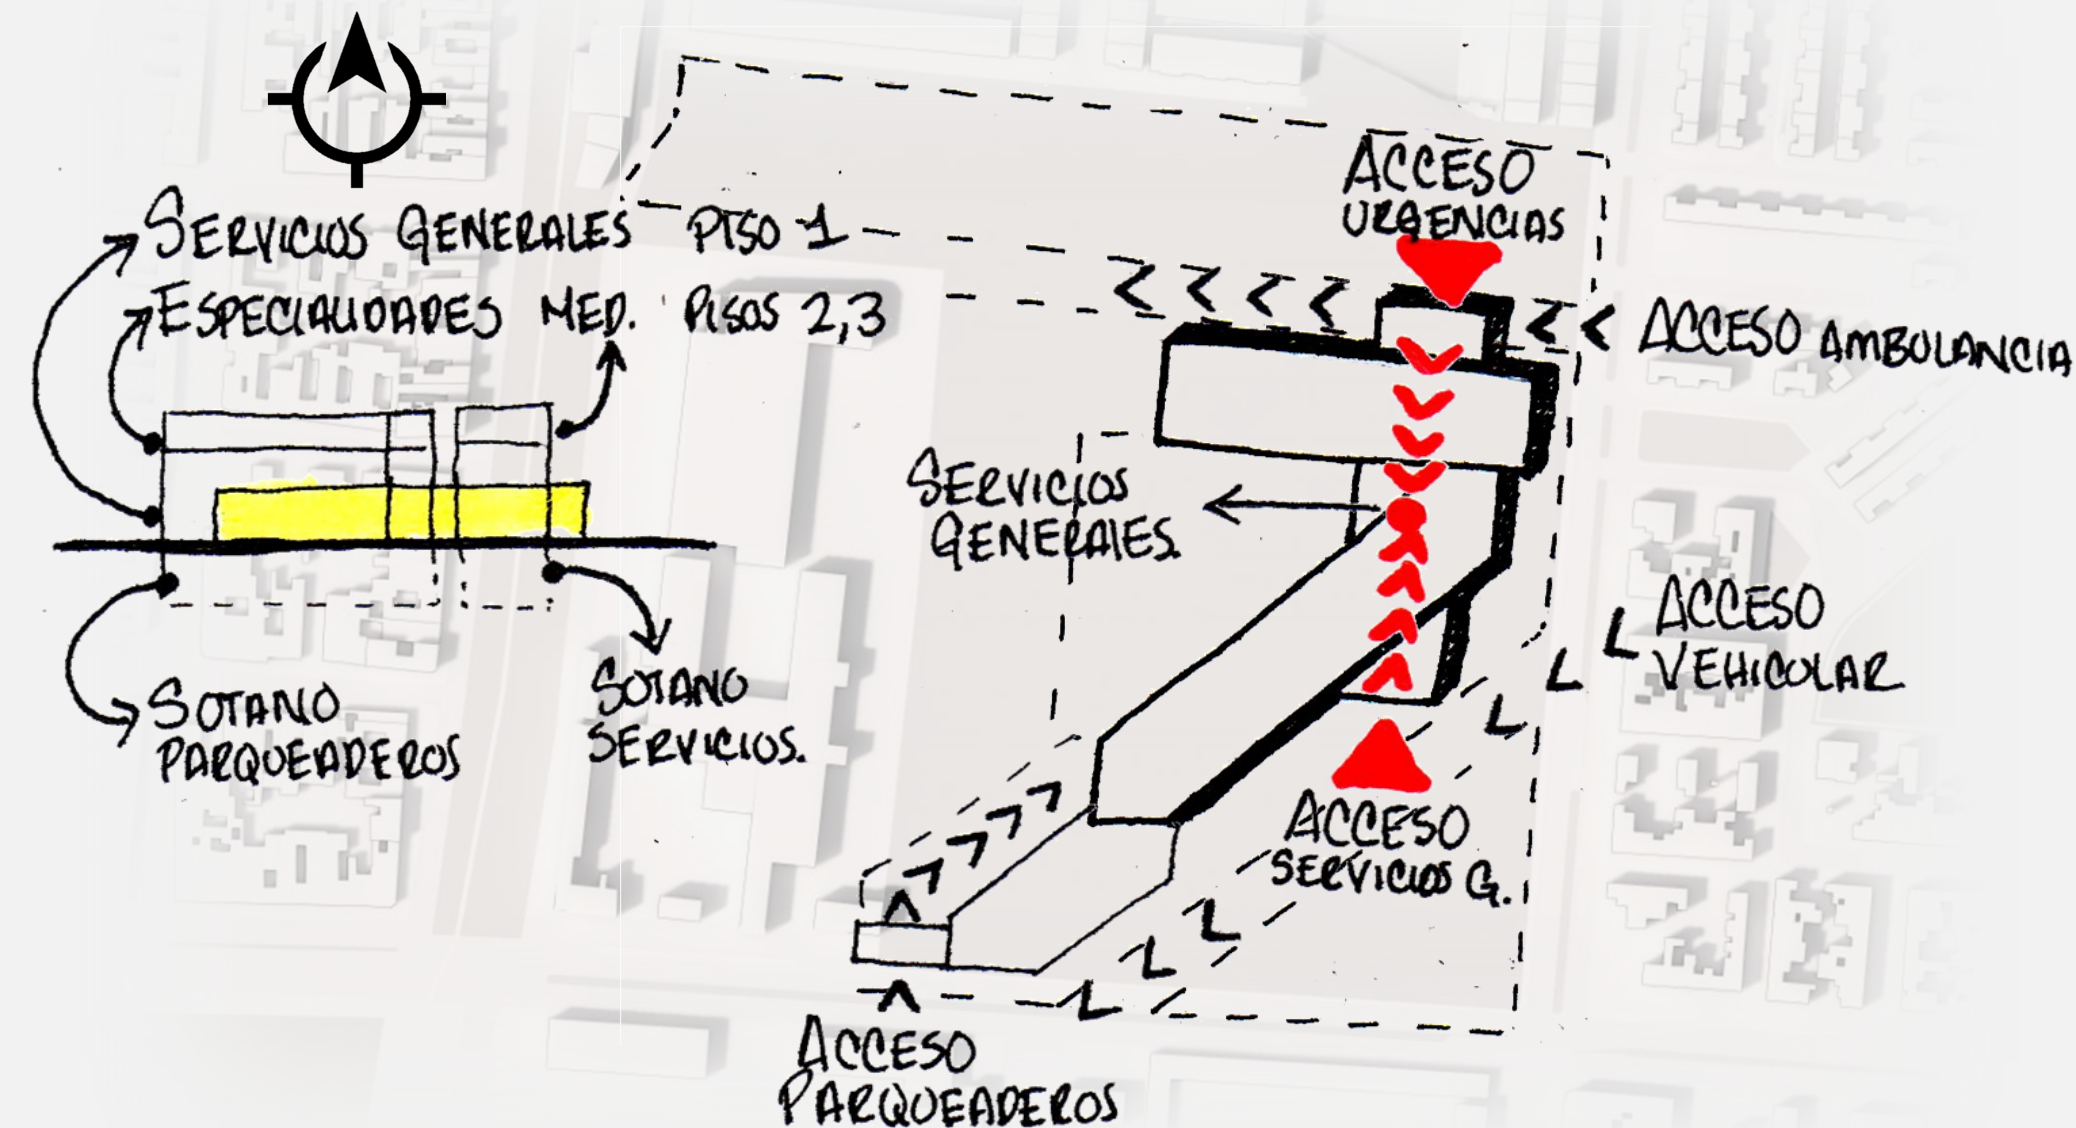 ACCESO
URGENCIAS
SERVICIOS GENERALES PISO 1
ESPECIALIDADES MED. PISOS 2,3
ACCESO AMBULANCIA
SERVICIOS
GENERALES.
ACCESO
VEHICULAR
SOTANO
PARQUEADEROS
SOTANO
SERVICIOS.
ACCESO
SERVICIOS G.
ACCESO
PARQUEADEROS